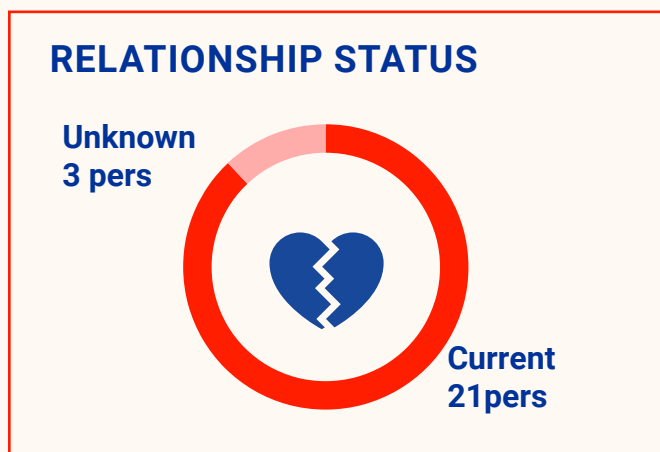 RELATIONSHIP STATUS
Unknown
3 pers
Current
21pers